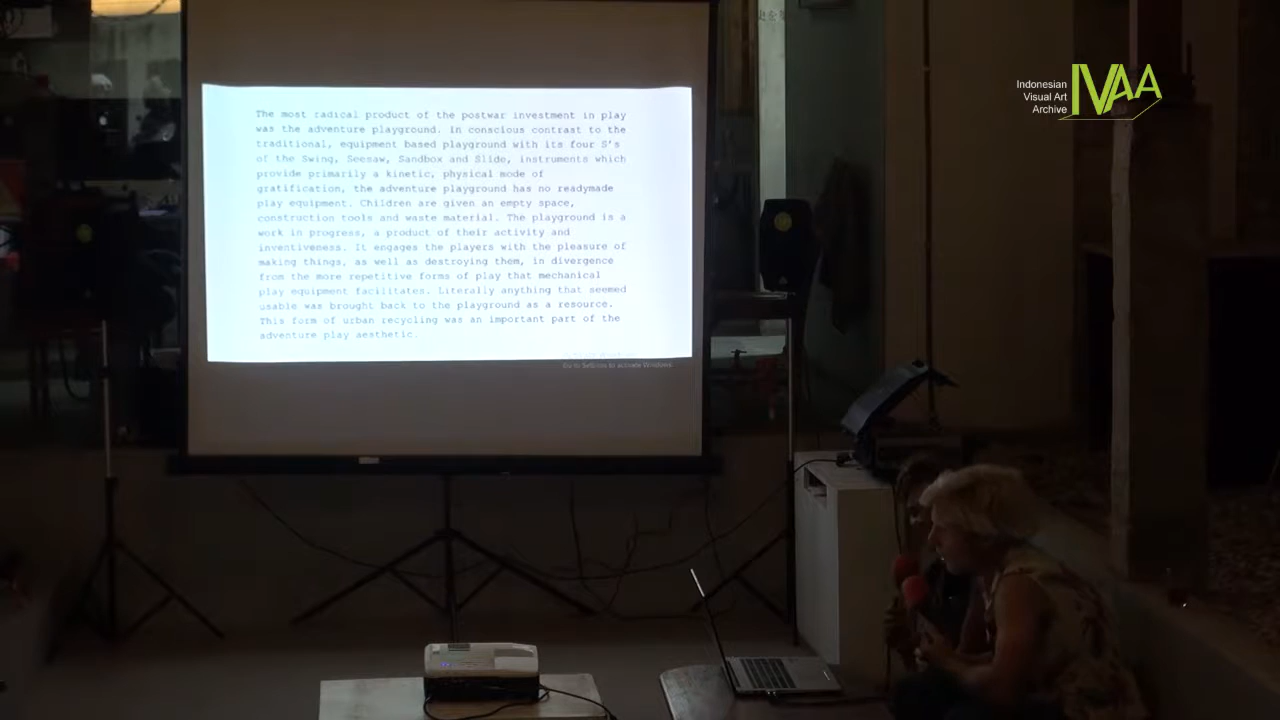 The most radical product of the postwar investment in play
was the adventure playground. In conscious contrast to the
traditional, equipment based playground with its four S's
of the Swing, Seesaw, Sandbox and Slide, instruments which
provide primarily a kinetic, physical mode of
gratification, the adventure playground has no readymade
play equipment. Children are given an empty space,
construction tools and waste material. The playground is a
work in progress, a product of their activity and
inventiveness. It engages the players with the pleasure of
making things, as well as destroying them, in divergence
from the more repetitive forms of play that mechanical
play equipment facilitates. Literally anything that seemed
usable was brought back to the playground as a resource.
This form of urban recycling was an important part of the
adventure play aesthetic.
Go to Settings to activate Windows.
Indonesian
Visual Art
Archive
IVAA